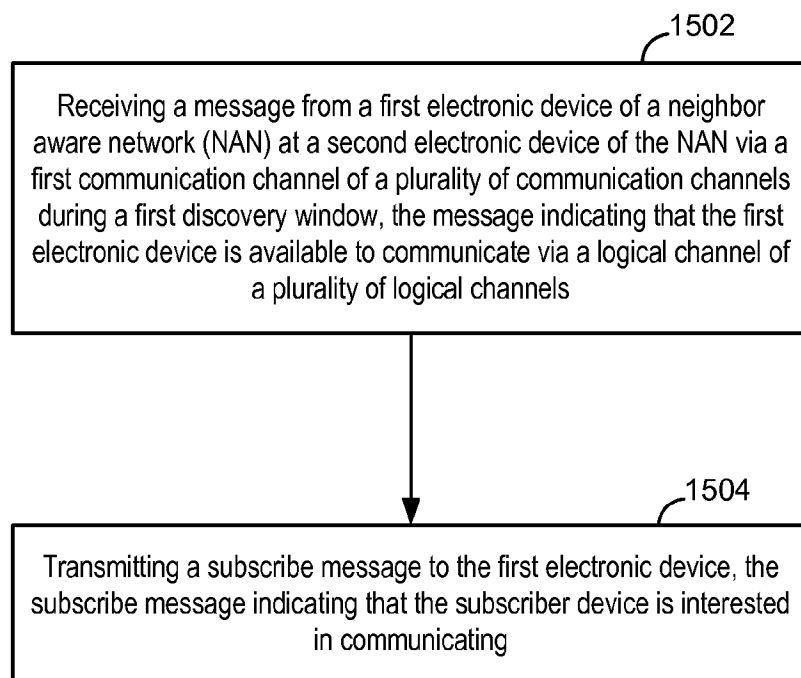 1502
Receiving a message from a first electronic device of a neighbor
aware network (NAN) at a second electronic device of the NAN via a
first communication channel of a plurality of communication channels
during a first discovery window, the message indicating that the first
electronic device is available to communicate via a logical channel of
a plurality of logical channels
1504
Transmitting a subscribe message to the first electronic device, the
subscribe message indicating that the subscriber device is interested
in communicating